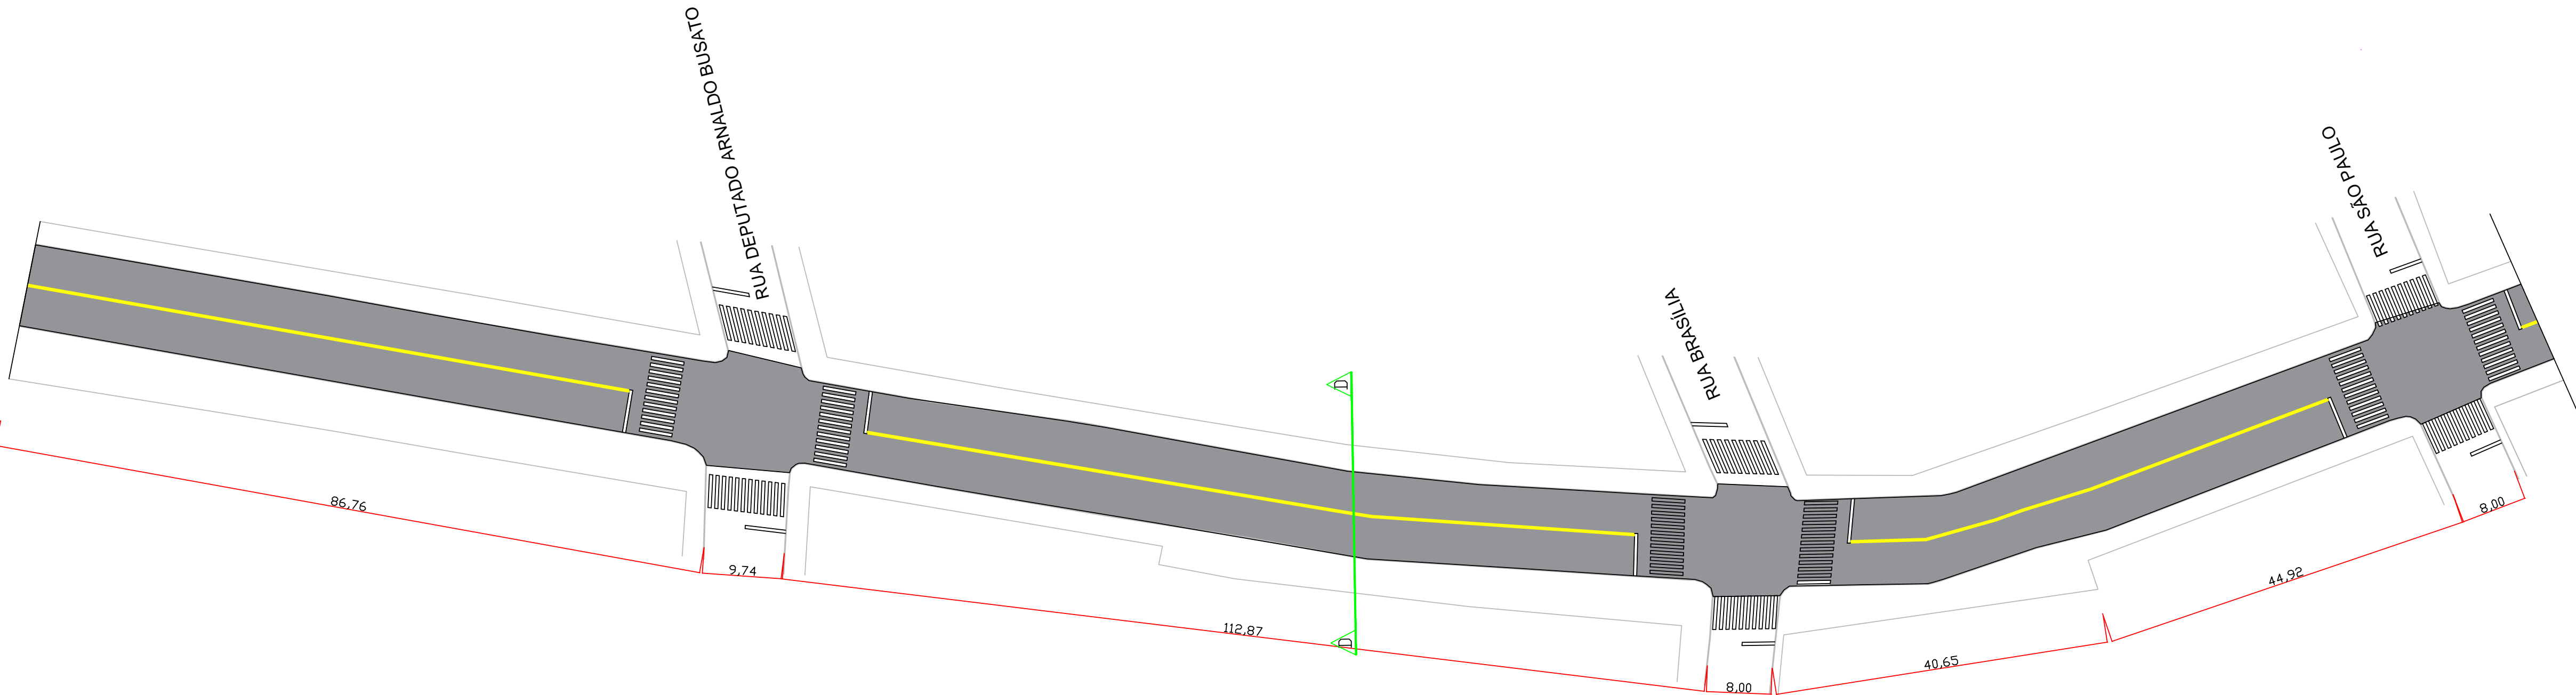 RUA DEPUTADO ARNALDO BUSATO
RUA BRASÍLIA
RUA SÃO PAULO
D
D
86,76
9,74
112,87
8,00
40,65
44,92
8,00